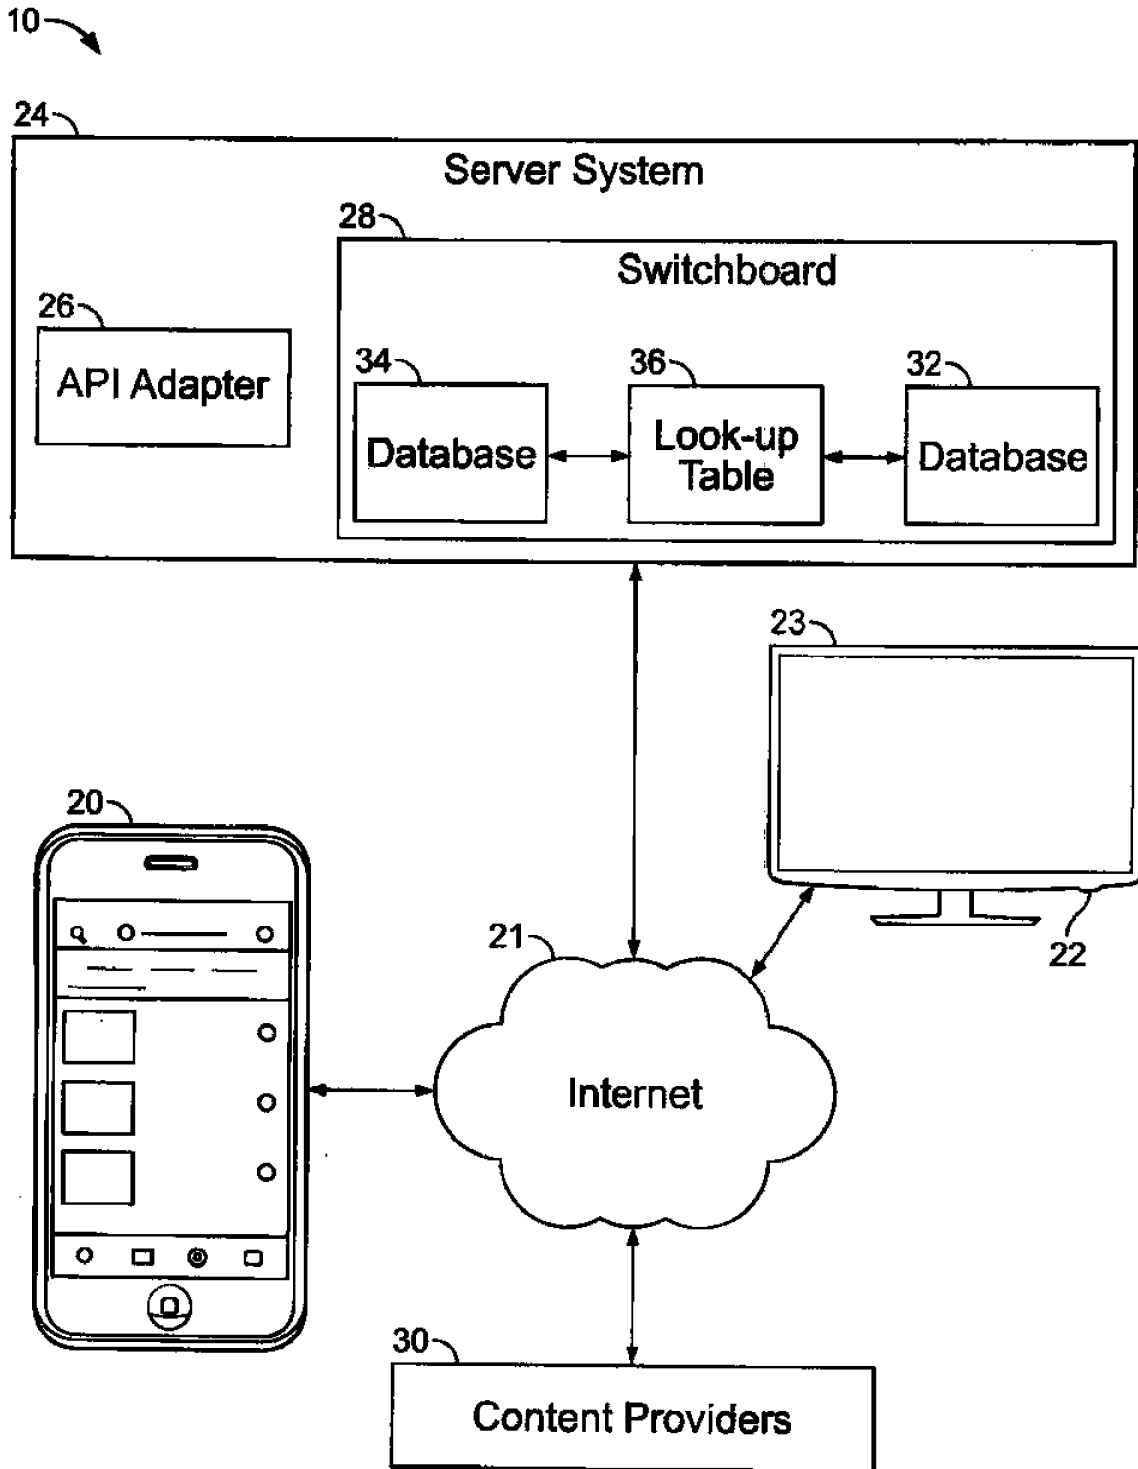 10
24
Server System
28
Switchboard
26
API Adapter
34
Database
36
Look-up
Table
32
Database
23
20
21
22
Internet
30
Content Providers